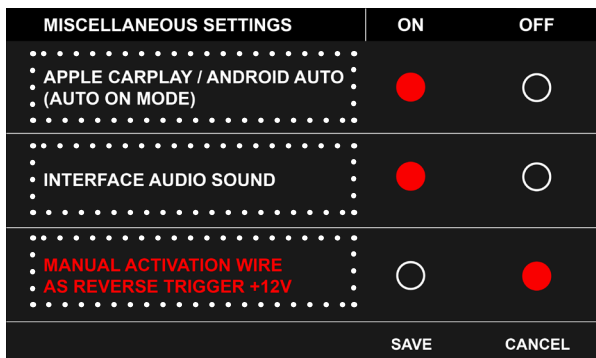 MISCELLANEOUS SETTINGS ON OFF
APPLE CARPLAY / ANDROID AUTO
(AUTO ON MODE)
INTERFACE AUDIO SOUND
MANUAL ACTIVATION WIRE
AS REVERSE TRIGGER +12V
SAVE CANCEL